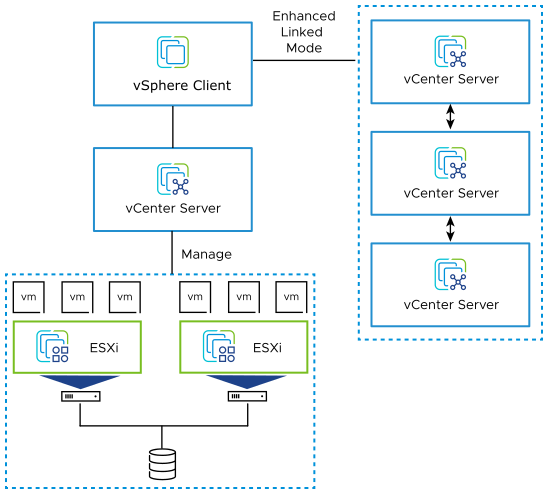 Enhanced
Linked
Mode
vSphere Client
vCenter Server
vCenter Server
vCenter Server
vCenter Server
Manage
vm vm vm vm vm vm
ESXi ESXi